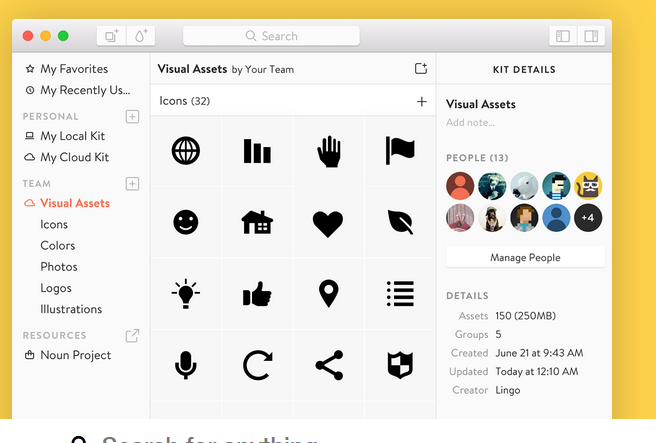 Search
My Favorites
My Recently Us...
PERSONAL
My Local Kit
My Cloud Kit
TEAM
Visual Assets
Icons
Colors
Photos
Logos
Illustrations
RESOURCES
Noun Project
Visual Assets by Your Team
Icons (32)
KIT DETAILS
Visual Assets
Add note...
PEOPLE (13)
+4
Manage People
DETAILS
Assets 150 (250MB)
Groups 5
Created June 21 at 9:43 AM
Updated Today at 12:10 AM
Creator Lingo
Search for anything